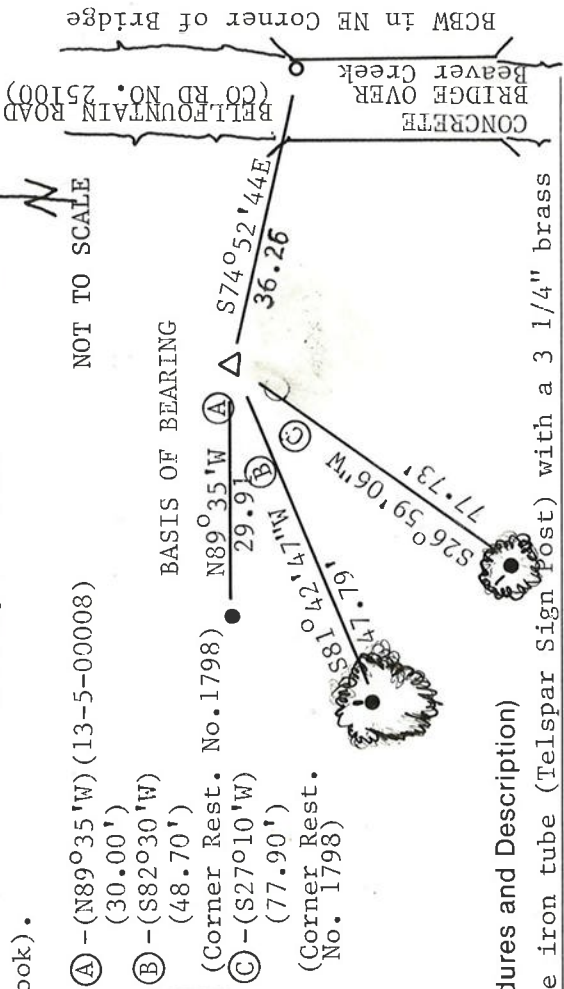 ook).
Ⓐ-(N89°35'W)(13-5-00008)
(30.00')
Ⓑ-(S82°30'W)
(48.70')
(Corner Rest. No.1798)
Ⓒ-(S27°10'W)
(77.90')
(Corner Rest.
No. 1798)
NOT TO SCALE
BASIS OF BEARING
N89°35'W
29.91
Ⓐ
Ⓑ
Ⓒ
S81°42'47"W
47.79'
S26°59'06"W
77.73'
S74°52'44E
36.26
BELLFOUNTAIN ROAD
(CO RD NO. 25100)
CONCRETE
BRIDGE OVER
Beaver Creek
BCBW in NE Corner of Bridge
dures and Description)
e iron tube (Telspar Sign Post) with a 3 1/4" brass